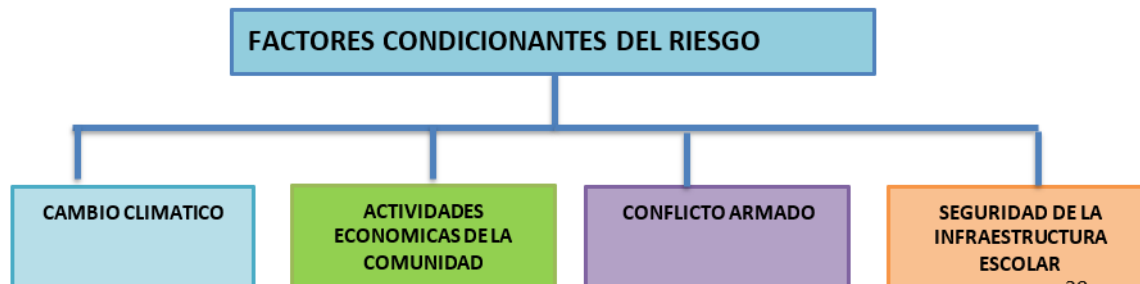 FACTORES CONDICIONANTES DEL RIESGO
CAMBIO CLIMATICO
ACTIVIDADES
ECONOMICAS DE LA
COMUNIDAD
CONFLICTO ARMADO
SEGURIDAD DE LA
INFRAESTRUCTURA
ESCOLAR